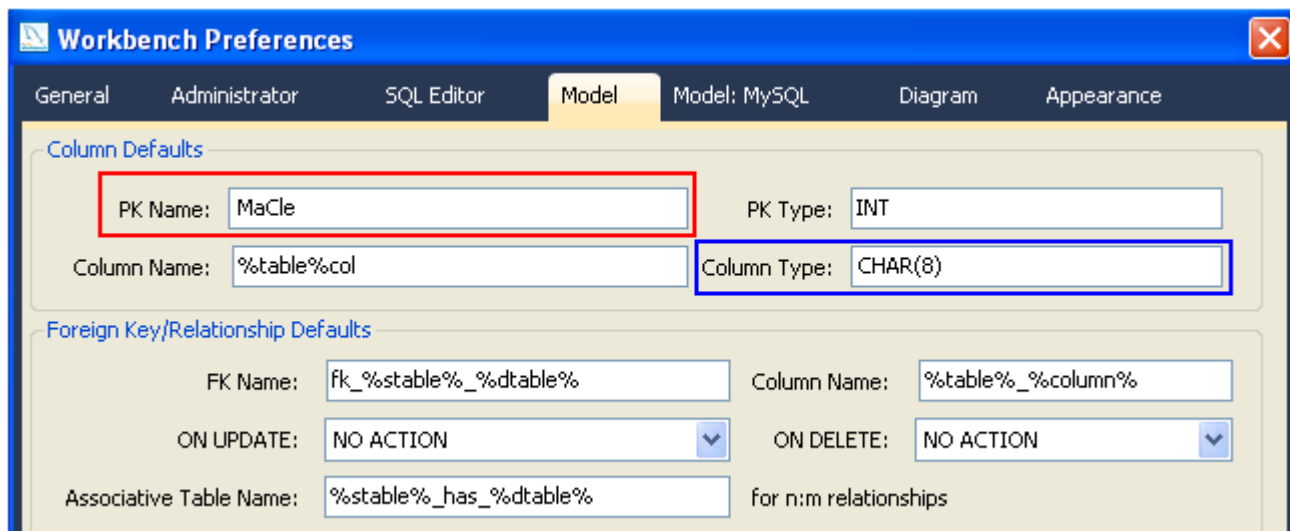 Workbench Preferences
General Administrator SQL Editor Model Model: MySQL Diagram Appearance
Column Defaults
PK Name: MaCle PK Type: INT
Column Name: %table%col Column Type: CHAR(8)
Foreign Key/Relationship Defaults
FK Name: fk_%stable%_%dtable% Column Name: %table%_%column%
ON UPDATE: NO ACTION ON DELETE: NO ACTION
Associative Table Name: %stable%_has_%dtable% for n:m relationships